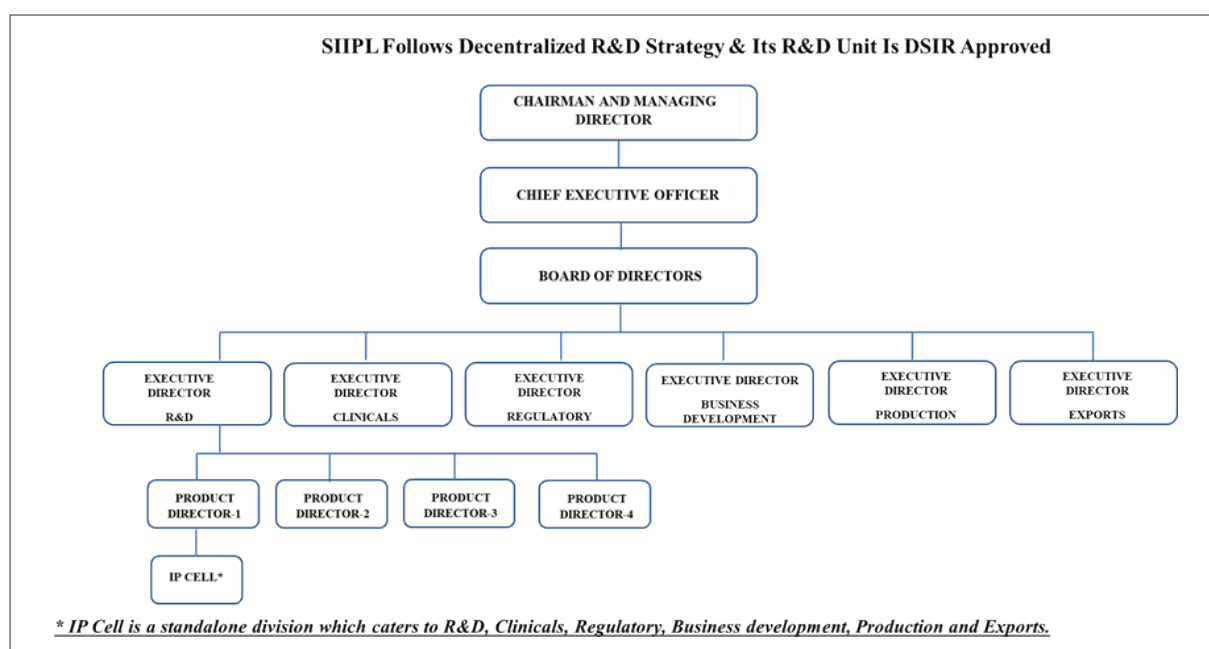 SIIPL Follows Decentralized R&D Strategy & Its R&D Unit Is DSIR Approved
CHAIRMAN AND MANAGING
DIRECTOR
CHIEF EXECUTIVE OFFICER
BOARD OF DIRECTORS
EXECUTIVE
DIRECTOR
R&D
EXECUTIVE
DIRECTOR
CLINICALS
EXECUTIVE
DIRECTOR
REGULATORY
EXECUTIVE DIRECTOR
BUSINESS
DEVELOPMENT
EXECUTIVE
DIRECTOR
PRODUCTION
EXECUTIVE
DIRECTOR
EXPORTS
PRODUCT
DIRECTOR-1
PRODUCT
DIRECTOR-2
PRODUCT
DIRECTOR-3
PRODUCT
DIRECTOR-4
IP CELL*
* IP Cell is a standalone division which caters to R&D, Clinicals, Regulatory, Business development, Production and Exports.